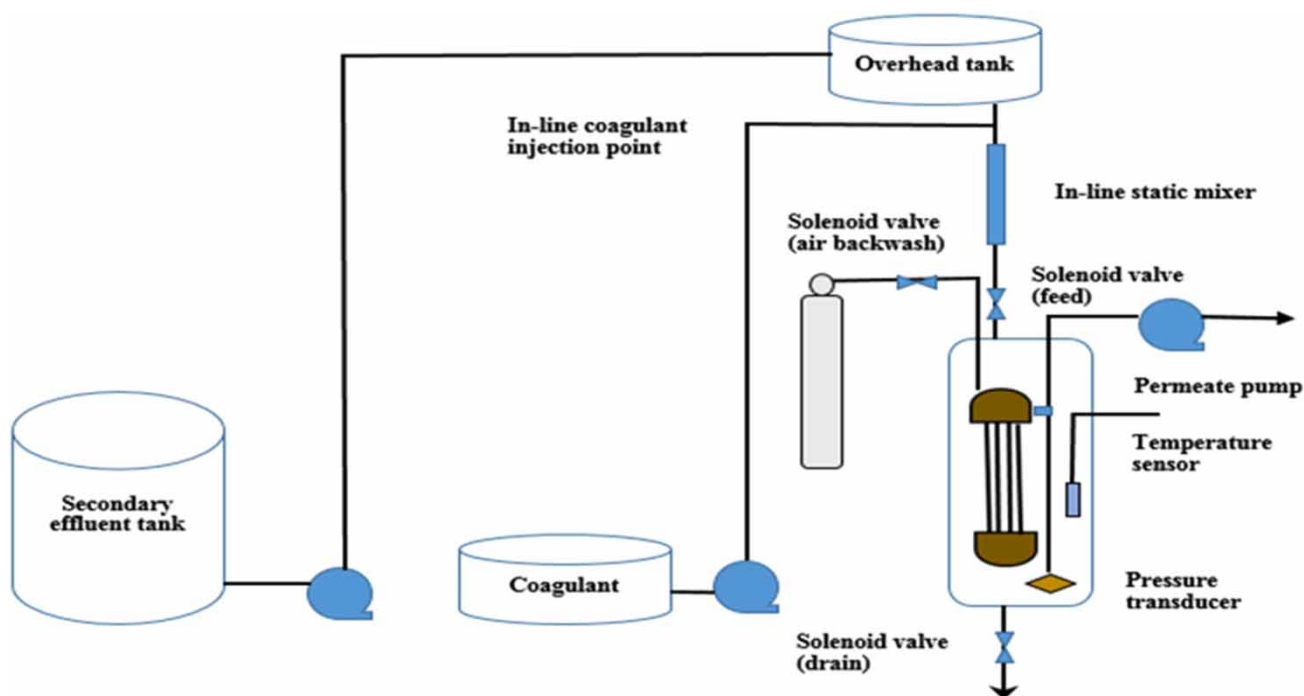 Overhead tank
In-line coagulant
injection point
In-line static mixer
Solenoid valve
(air backwash)
Solenoid valve
(feed)
Permeate pump
Temperature
sensor
Secondary
effluent tank
Coagulant
Pressure
transducer
Solenoid valve
(drain)